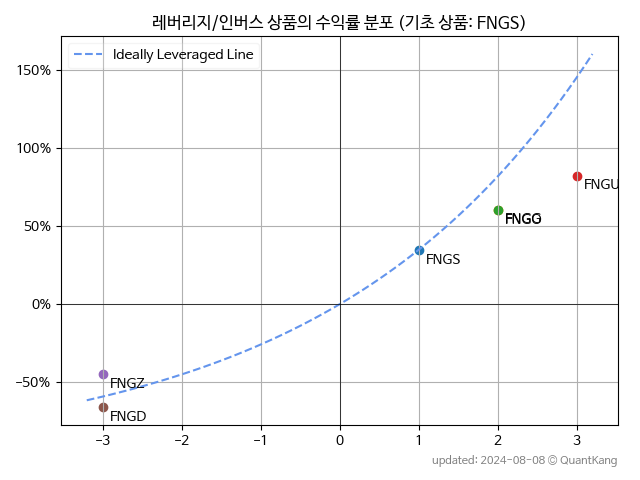 레버리지/인버스 상품의 수익률 분포 (기초 상품: FNGS)
Ideally Leveraged Line
150%
100%
50%
0%
−50%
FNGU
FNGS
FNGZ
FNGD
−3 −2 −1 0 1 2 3
updated: 2024-08-08 © QuantKang